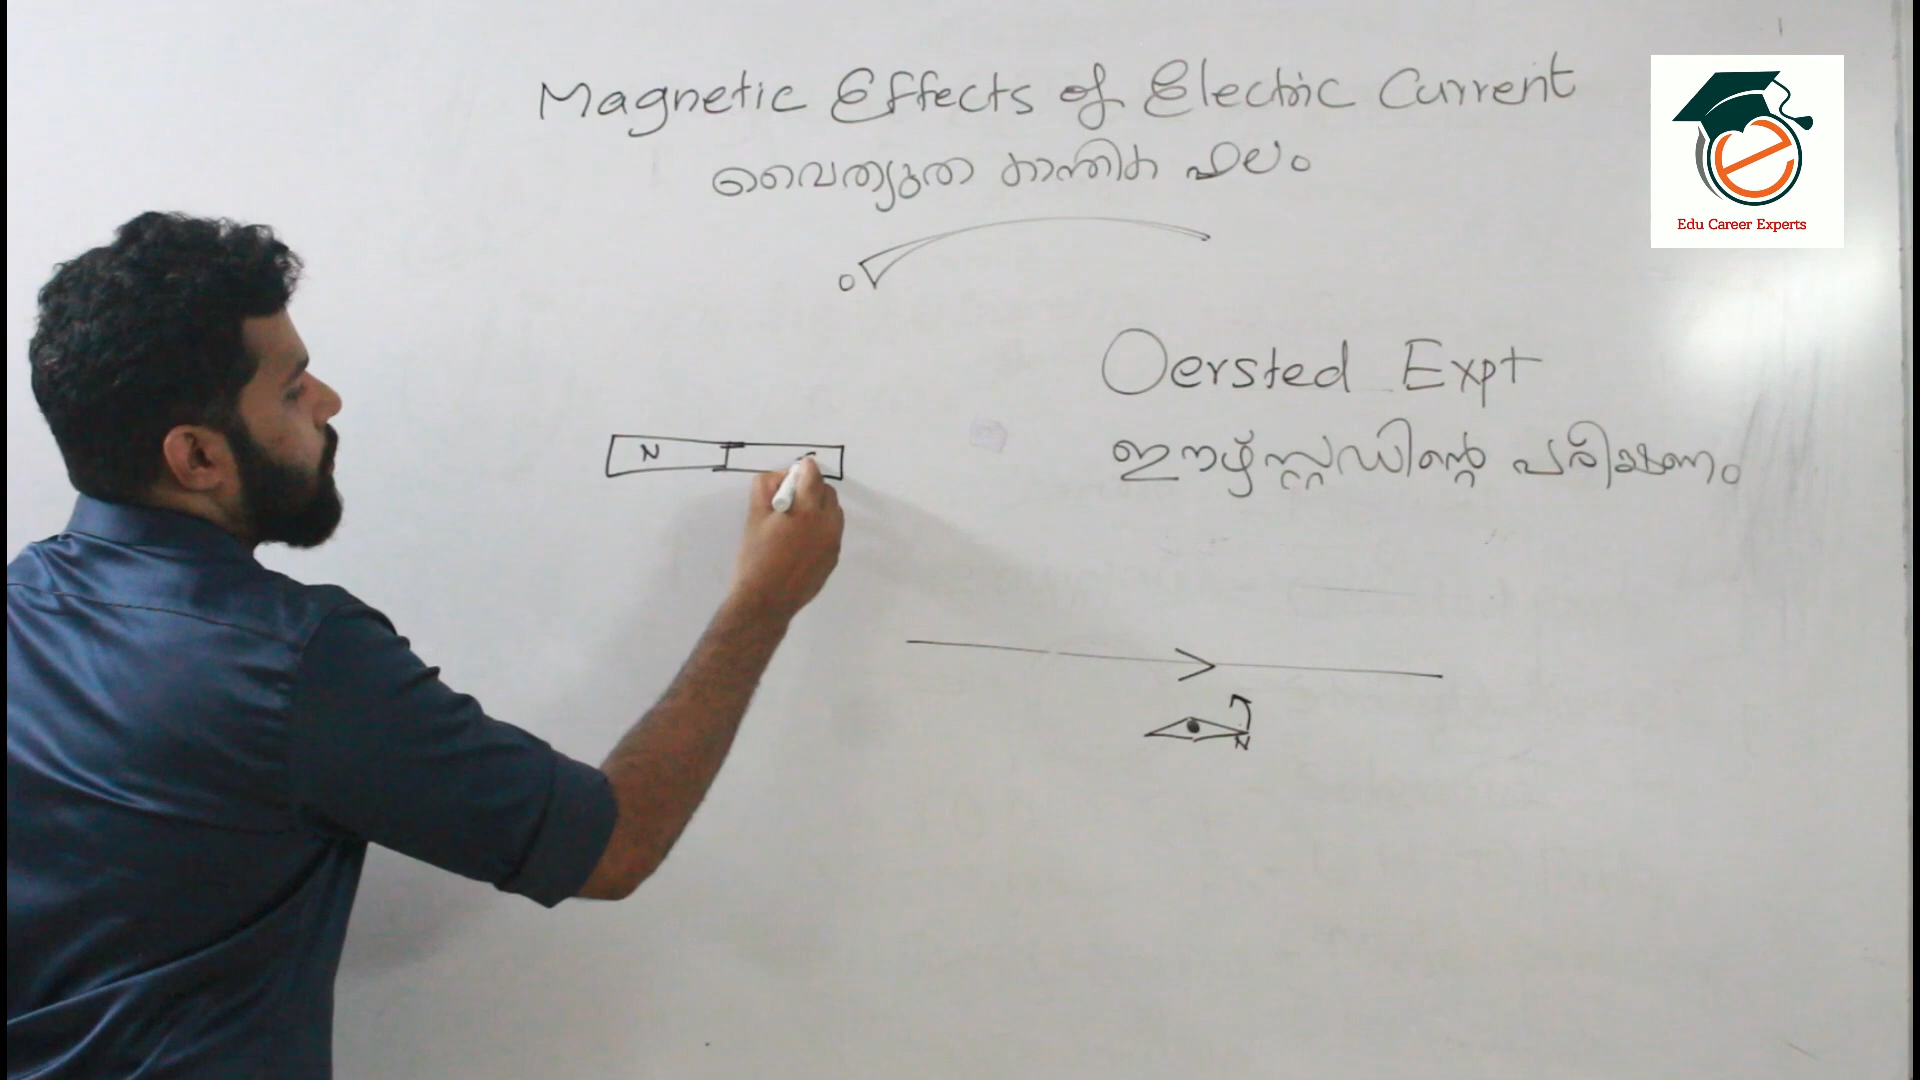 Magnetic Effects of Electric Current
വൈത്യുത കാന്തിക ഫലം
Edu Career Experts
Oersted Expt
ഈഴ്സ്റ്റഡിന്റെ പരീക്ഷണം
N
N